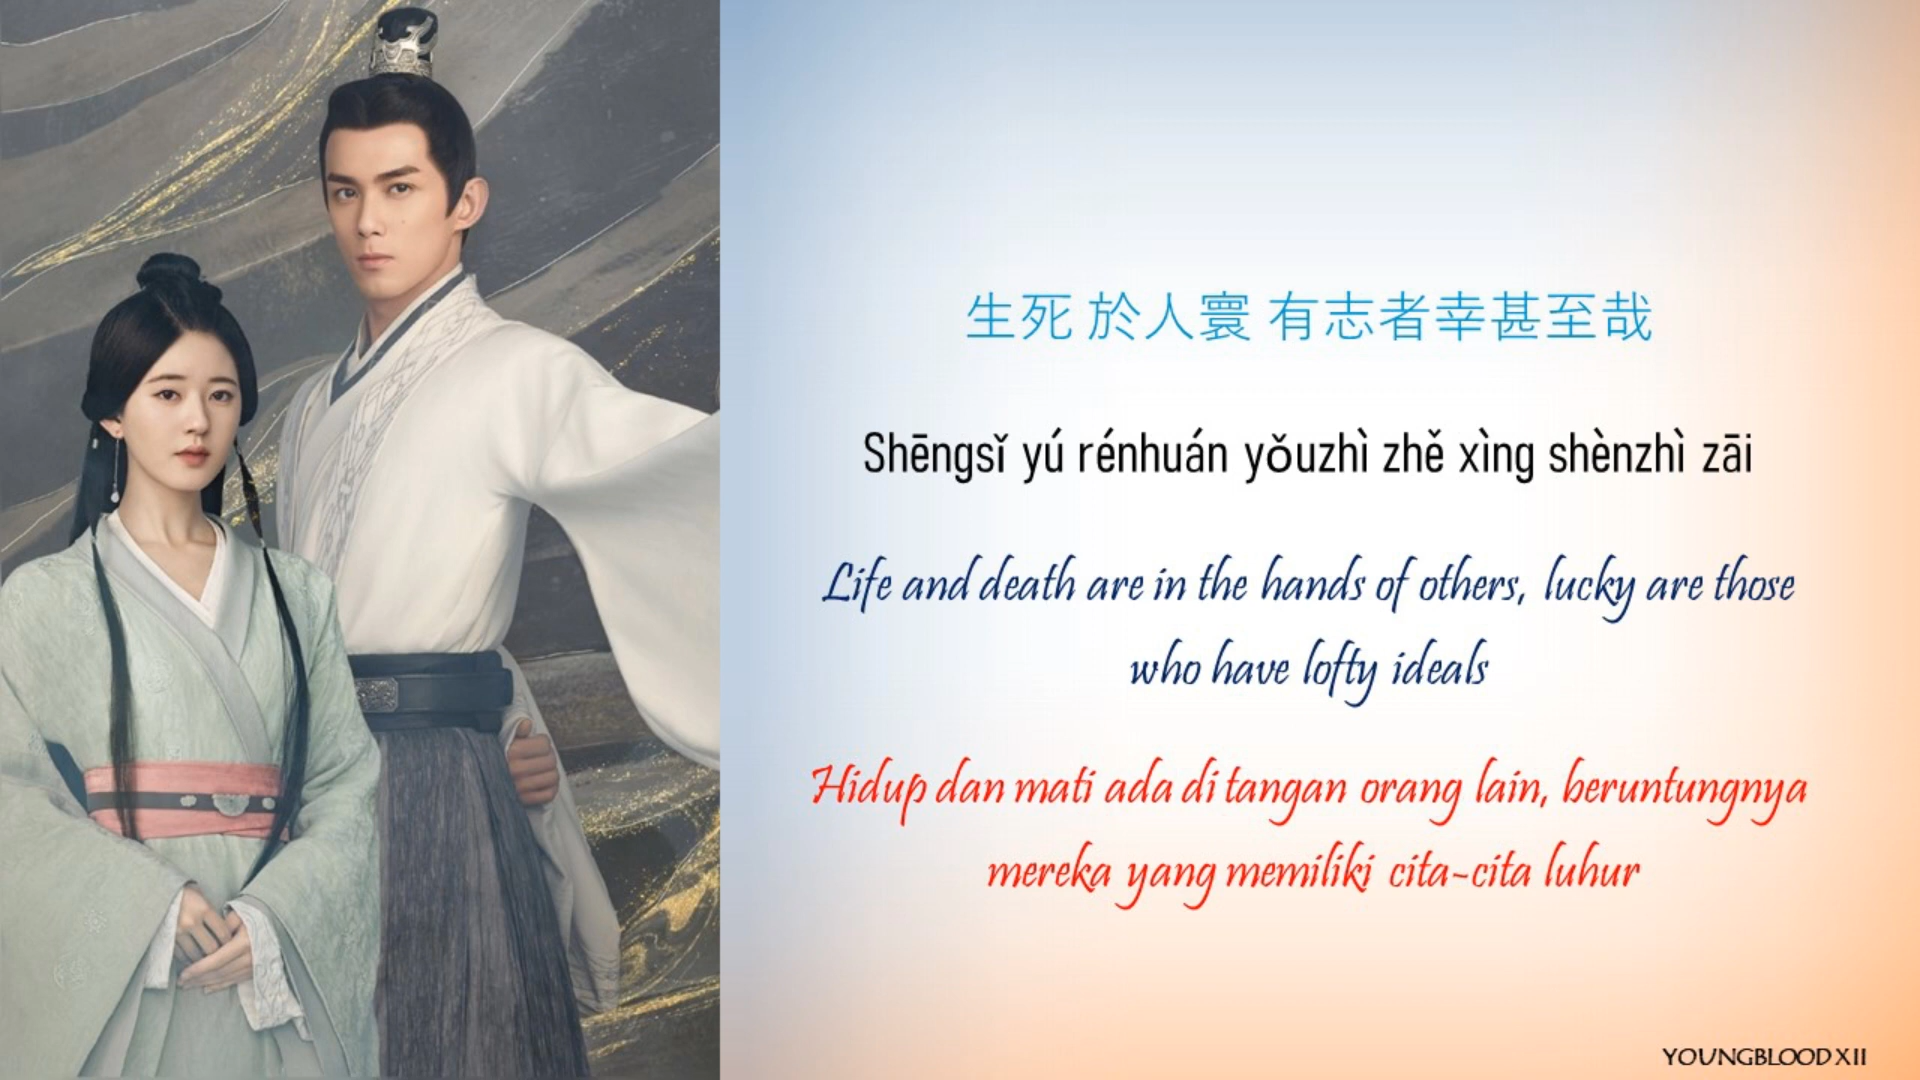 生死 於人寰 有志者幸甚至哉
Shēngsǐ yú rénhuán yǒuzhì zhě xìng shènzhì zāi
Life and death are in the hands of others, lucky are those
who have lofty ideals
Hidup dan mati ada di tangan orang lain, beruntungnya
mereka yang memiliki cita-cita luhur
YOUNGBLOOD XII